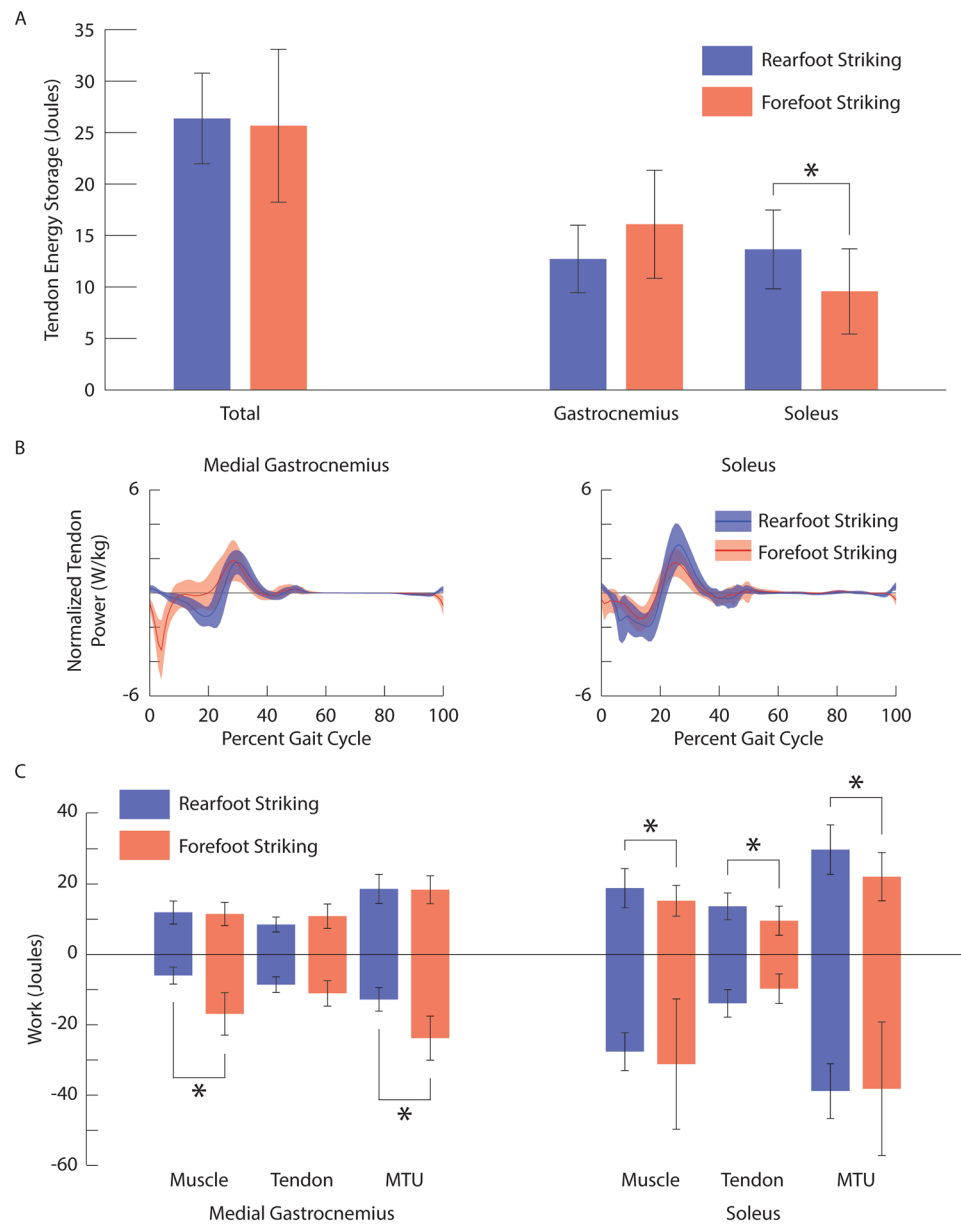 A
Tendon Energy Storage (Joules)
35
30
25
20
15
10
5
0
Rearfoot Striking
Forefoot Striking
*
Total
Gastrocnemius
Soleus
B
Medial Gastrocnemius
Normalized Tendon
Power (W/kg)
6
-6
0 20 40 60 80 100
Percent Gait Cycle
Soleus
6
-6
Rearfoot Striking
Forefoot Striking
0 20 40 60 80 100
Percent Gait Cycle
C
Rearfoot Striking
Forefoot Striking
Work (Joules)
40
20
0
-20
-40
-60
*
*
*
*
*
Muscle Tendon MTU
Medial Gastrocnemius
Muscle Tendon MTU
Soleus